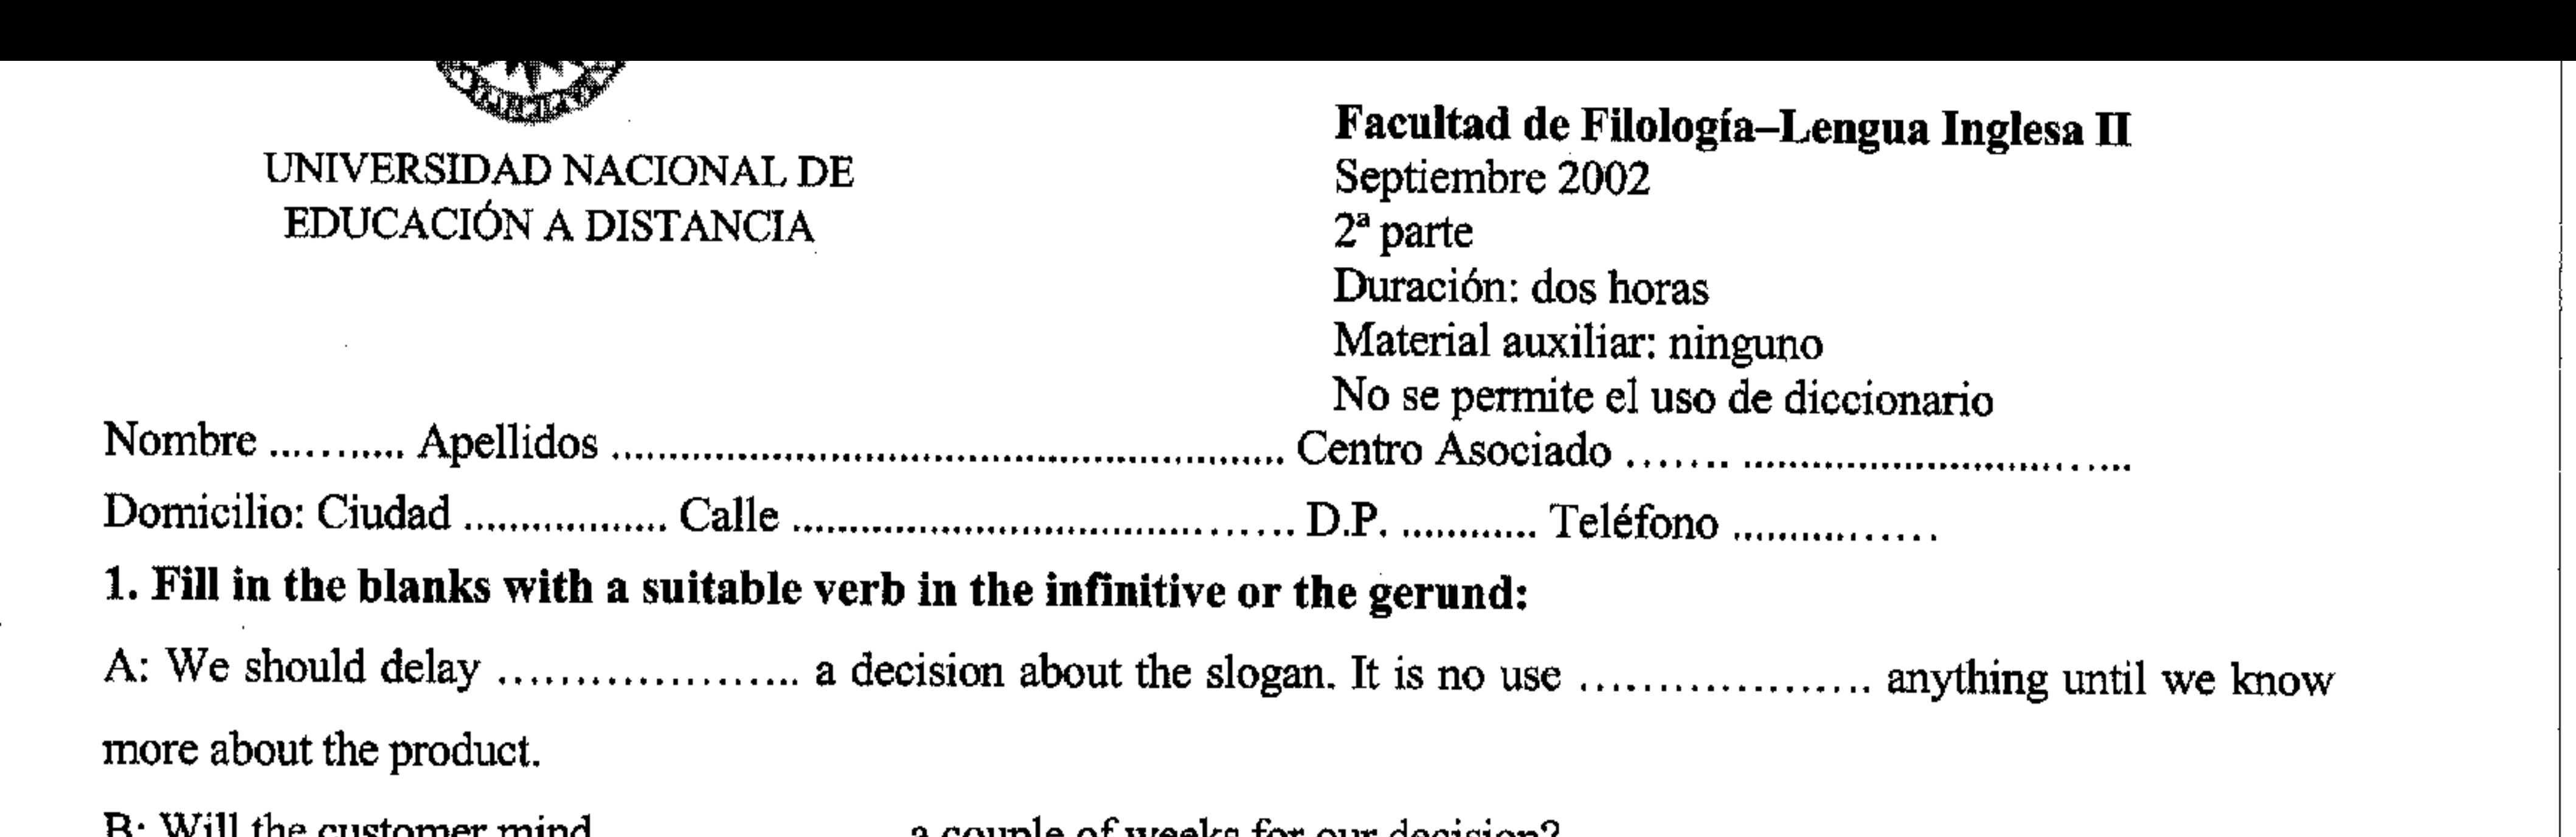 UNIVERSIDAD NACIONAL DE
EDUCACIÓN A DISTANCIA
Facultad de Filología–Lengua Inglesa II
Septiembre 2002
2ª parte
Duración: dos horas
Material auxiliar: ninguno
No se permite el uso de diccionario
Nombre ........... Apellidos ............................................................ Centro Asociado ....... ...................................
Domicilio: Ciudad .................. Calle ............................................. D.P. ............ Teléfono ..................
1. Fill in the blanks with a suitable verb in the infinitive or the gerund:
A: We should delay .................... a decision about the slogan. It is no use ................... anything until we know
more about the product.
B: Will the customer mind a couple of weeks for our decision?